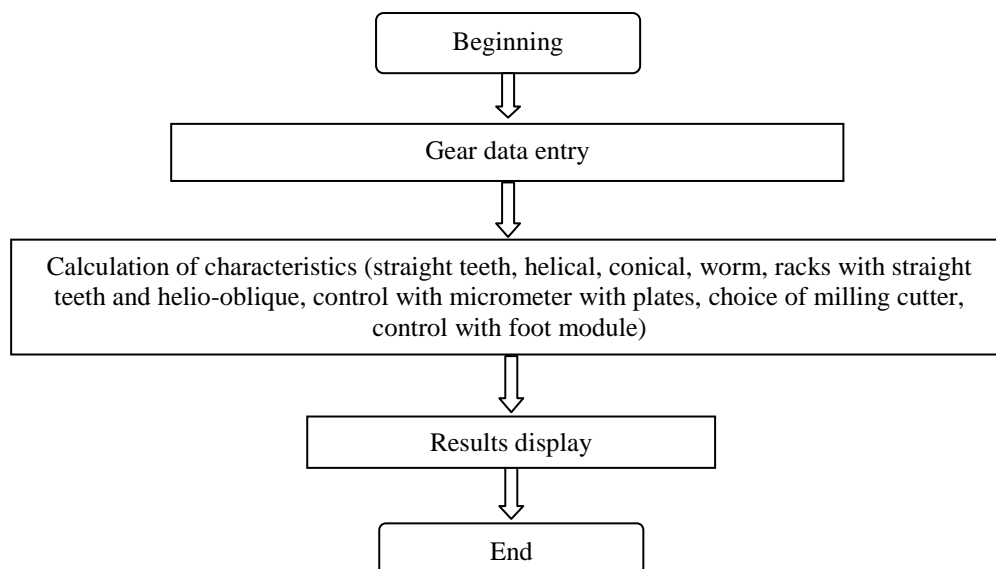 Beginning
Gear data entry
Calculation of characteristics (straight teeth, helical, conical, worm, racks with straight
teeth and helio-oblique, control with micrometer with plates, choice of milling cutter,
control with foot module)
Results display
End